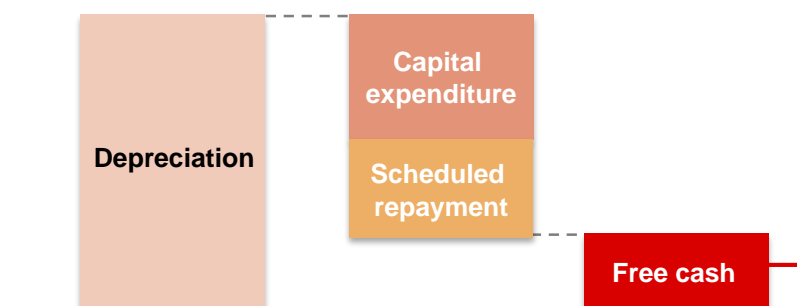 Capital
expenditure
Depreciation
Scheduled
repayment
Free cash